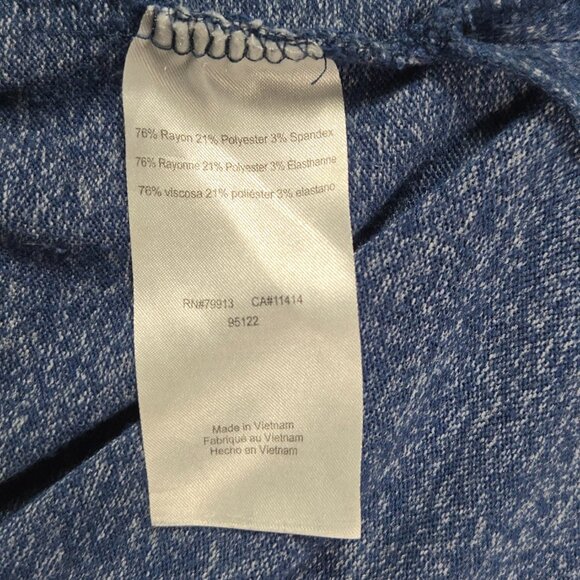 76% Rayon 21% Polyester 3% Spandex
76% Rayonne 21% Polyester 3% Élasthanne
76% viscosa 21% poliéster 3% elastano
RN#79913 CA#11414
95122
Made in Vietnam
Fabriqué au Vietnam
Hecho en Vietnam